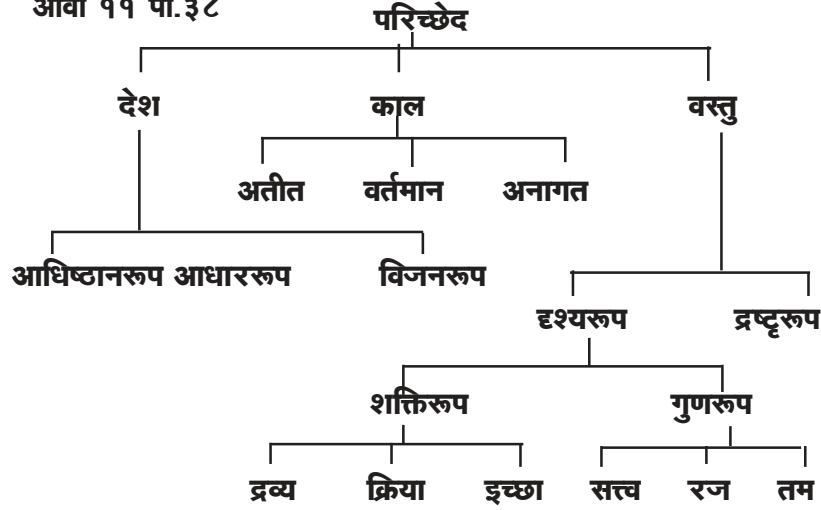 ओवी ११ पा.३८
परिच्छेद
देश काल वस्तु
अतीत वर्तमान अनागत
आधिष्ठानरूप आधाररूप विजनरूप
दृश्यरूप द्रष्टृरूप
शक्तिरूप गुणरूप
द्रव्य क्रिया इच्छा सत्त्व रज तम